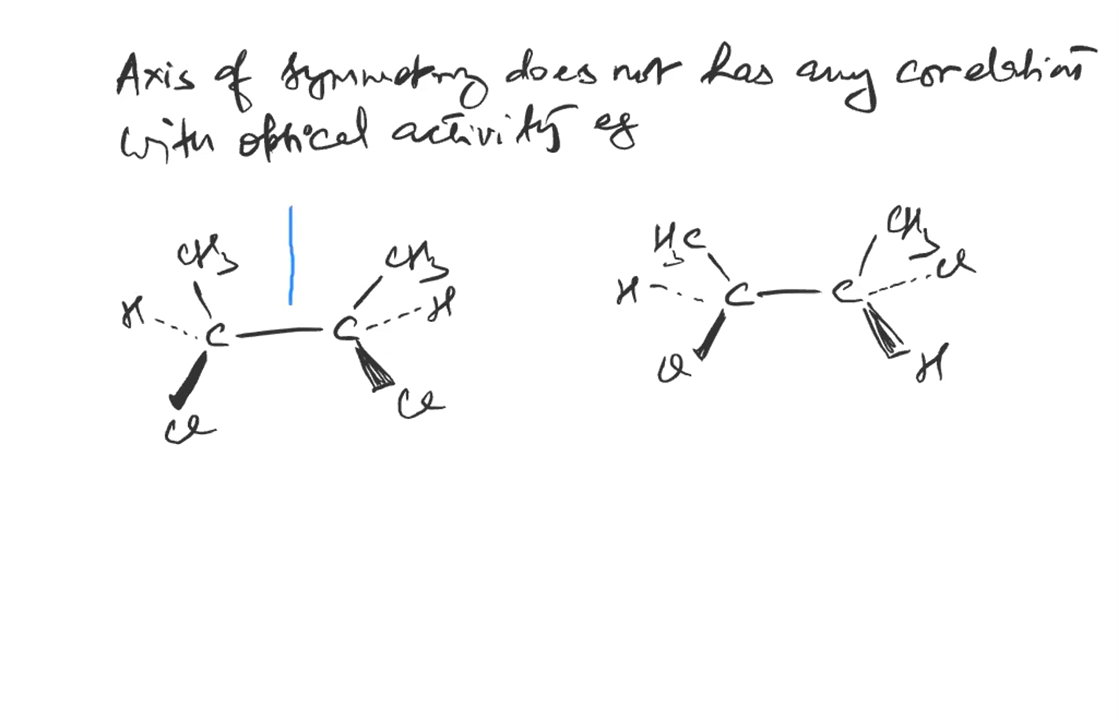 Axis of symmetry does not has any corelation
with optical activity eg
CH3 CH3 H3C CH3
H H H Cl
C C C C
Cl Cl Cl H